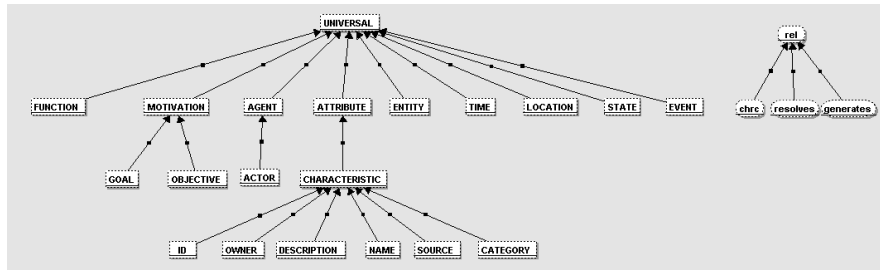 UNIVERSAL
rel
FUNCTION MOTIVATION AGENT ATTRIBUTE ENTITY TIME LOCATION STATE EVENT
chrc resolves generates
GOAL OBJECTIVE ACTOR CHARACTERISTIC
ID OWNER DESCRIPTION NAME SOURCE CATEGORY